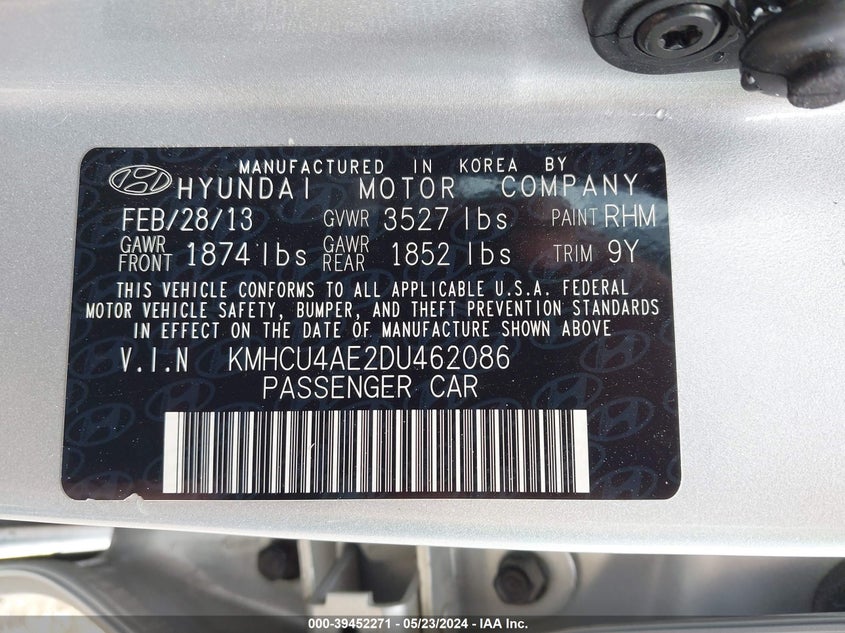 MANUFACTURED IN KOREA BY
HYUNDAI MOTOR COMPANY
FEB/28/13 GVWR 3527 lbs PAINT RHM
GAWR FRONT 1874 lbs GAWR REAR 1852 lbs TRIM 9Y
THIS VEHICLE CONFORMS TO ALL APPLICABLE U.S.A. FEDERAL
MOTOR VEHICLE SAFETY, BUMPER, AND THEFT PREVENTION STANDARDS
IN EFFECT ON THE DATE OF MANUFACTURE SHOWN ABOVE
V.I.N KMHCU4AE2DU462086
PASSENGER CAR
000-39452271 - 05/23/2024 - IAA Inc.